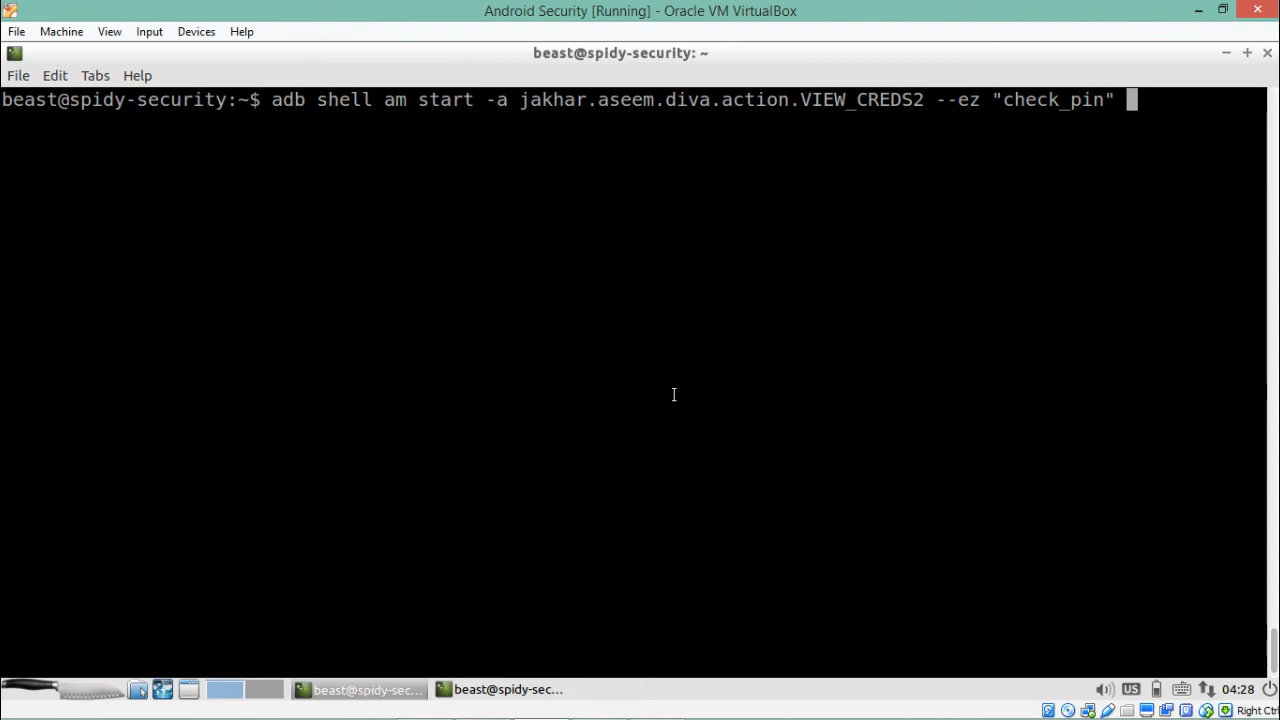 Android Security [Running] - Oracle VM VirtualBox
File Machine View Input Devices Help
beast@spidy-security: ~
File Edit Tabs Help
beast@spidy-security:~$ adb shell am start -a jakhar.aseem.diva.action.VIEW_CREDS2 --ez "check_pin"
beast@spidy-sec... beast@spidy-sec... US 04:28
Right Ctrl